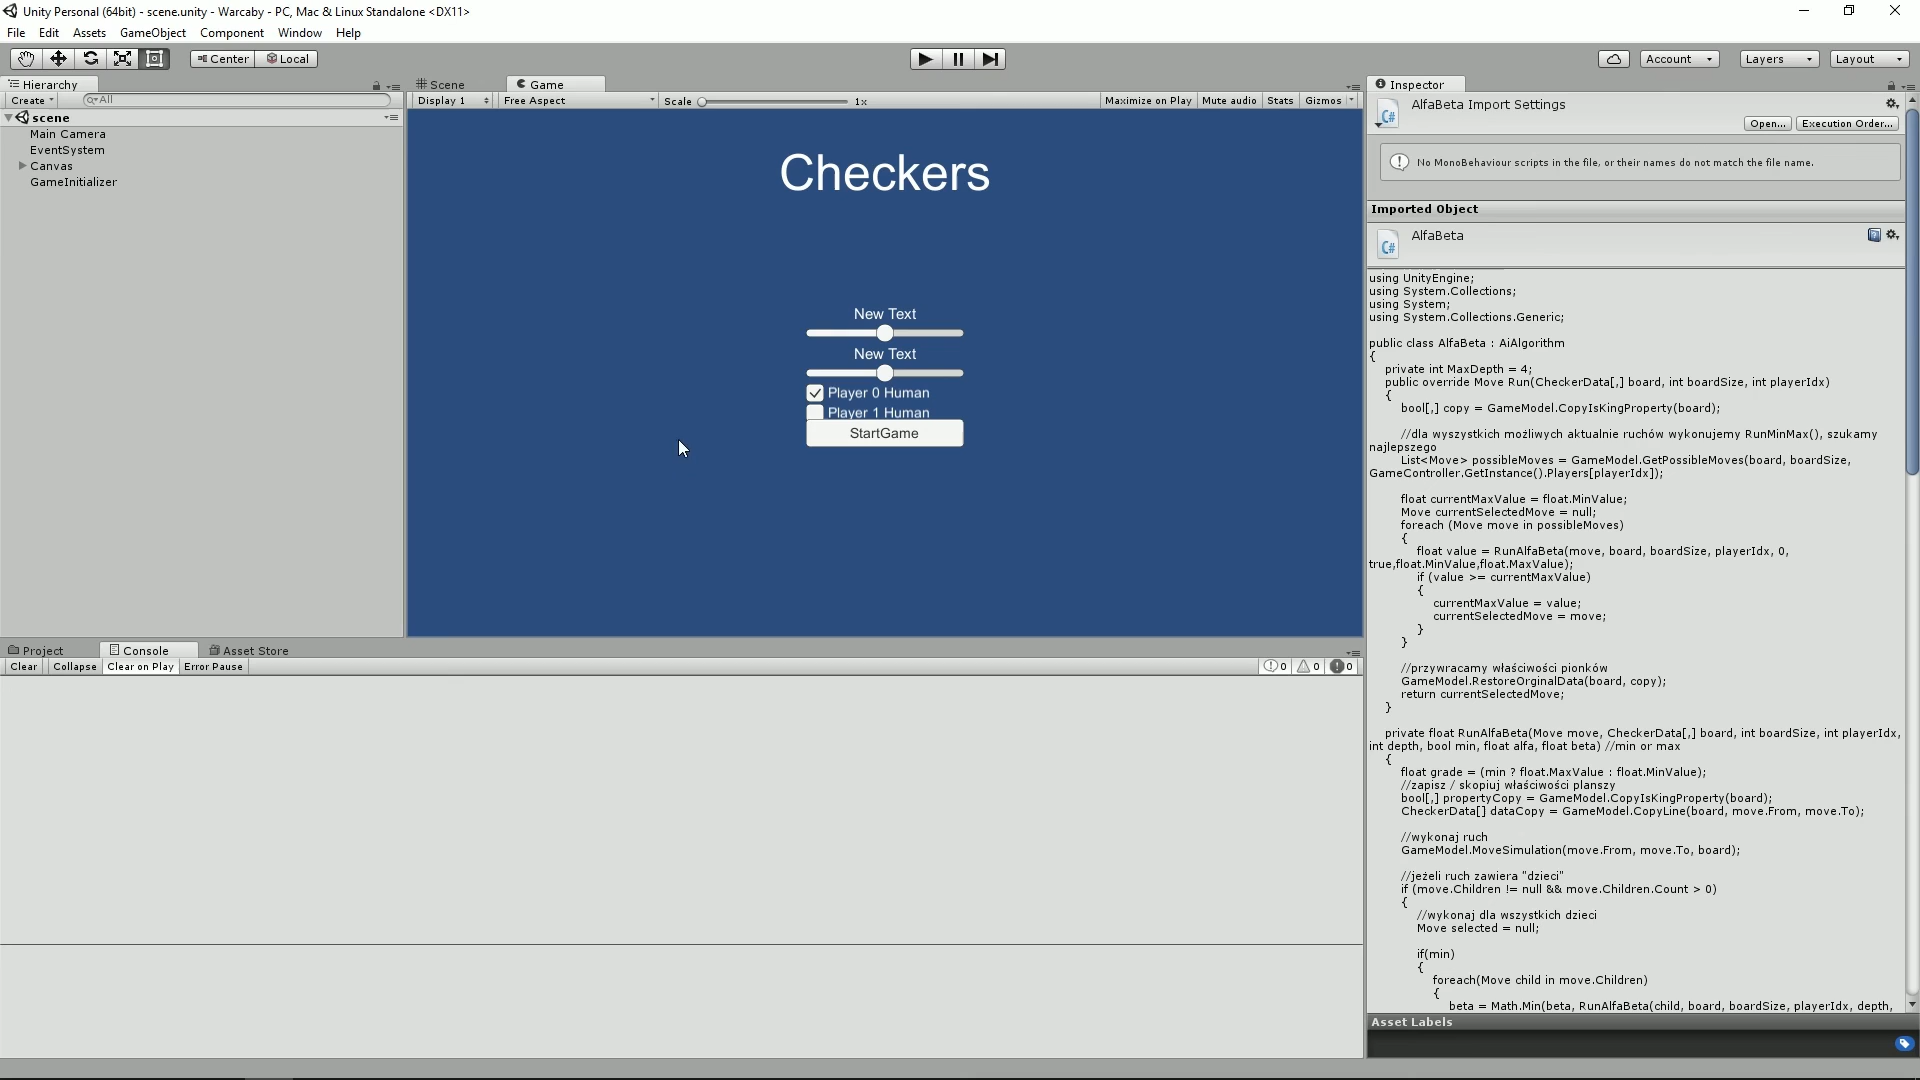 Unity Personal (64bit) - scene.unity - Warcaby - PC, Mac & Linux Standalone <DX11>
File Edit Assets GameObject Component Window Help
Center Local Account Layers Layout
Hierarchy
Create All
scene
Main Camera
EventSystem
Canvas
GameInitializer
Scene Game
Display 1 Free Aspect Scale 1x Maximize on Play Mute audio Stats Gizmos
Checkers
New Text
New Text
Player 0 Human
Player 1 Human
StartGame
Project Console Asset Store
Clear Collapse Clear on Play Error Pause 0 0 0
Inspector
AlfaBeta Import Settings
Open... Execution Order...
No MonoBehaviour scripts in the file, or their names do not match the file name.
Imported Object
AlfaBeta
using UnityEngine;
using System.Collections;
using System;
using System.Collections.Generic;
public class AlfaBeta : AiAlgorithm
{
private int MaxDepth = 4;
public override Move Run(CheckerData[,] board, int boardSize, int playerIdx)
{
bool[,] copy = GameModel.CopyIsKingProperty(board);
//dla wyszystkich możliwych aktualnie ruchów wykonujemy RunMinMax(), szukamy
najlepszego
List<Move> possibleMoves = GameModel.GetPossibleMoves(board, boardSize,
GameController.GetInstance().Players[playerIdx]);
float currentMaxValue = float.MinValue;
Move currentSelectedMove = null;
foreach (Move move in possibleMoves)
{
float value = RunAlfaBeta(move, board, boardSize, playerIdx, 0,
true,float.MinValue,float.MaxValue);
if (value >= currentMaxValue)
{
currentMaxValue = value;
currentSelectedMove = move;
}
}
//przywracamy właściwości pionków
GameModel.RestoreOrginalData(board, copy);
return currentSelectedMove;
}
private float RunAlfaBeta(Move move, CheckerData[,] board, int boardSize, int playerIdx,
int depth, bool min, float alfa, float beta) //min or max
{
float grade = (min ? float.MaxValue : float.MinValue);
//zapisz / skopiuj właściwości planszy
bool[,] propertyCopy = GameModel.CopyIsKingProperty(board);
CheckerData[] dataCopy = GameModel.CopyLine(board, move.From, move.To);
//wykonaj ruch
GameModel.MoveSimulation(move.From, move.To, board);
//jeżeli ruch zawiera "dzieci"
if (move.Children != null && move.Children.Count > 0)
{
//wykonaj dla wszystkich dzieci
Move selected = null;
if(min)
{
foreach(Move child in move.Children)
{
beta = Math.Min(beta, RunAlfaBeta(child, board, boardSize, playerIdx, depth,
Asset Labels